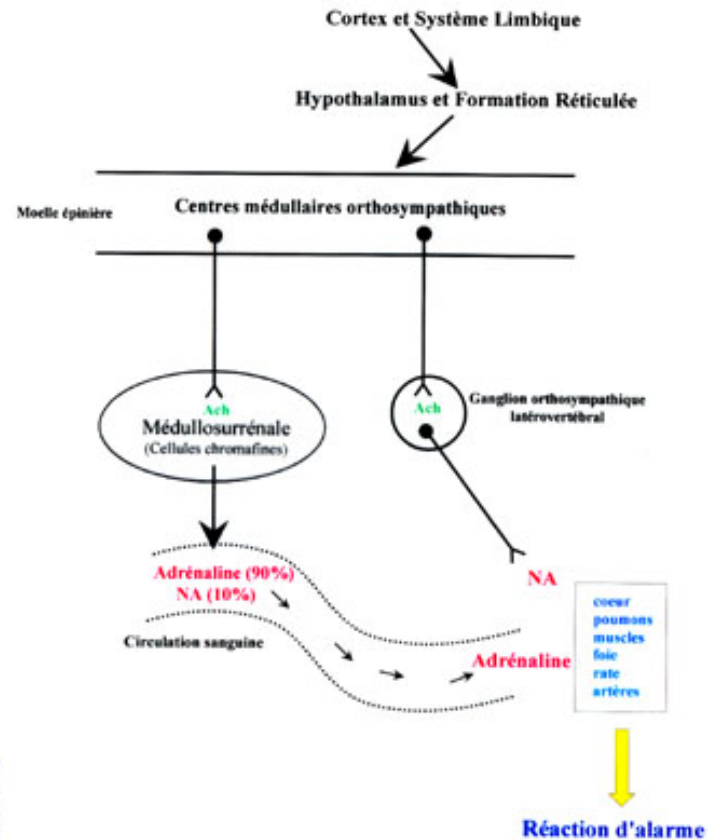 Cortex et Système Limbique
Hypothalamus et Formation Réticulée
Moelle épinière
Centres médullaires orthosympathiques
Ach
Médullosurrénale
(Cellules chromafines)
Ach
Ganglion orthosympathique
latérovertébral
Adrénaline (90%)
NA (10%)
Circulation sanguine
NA
Adrénaline
coeur
poumons
muscles
foie
rate
artères
Réaction d'alarme